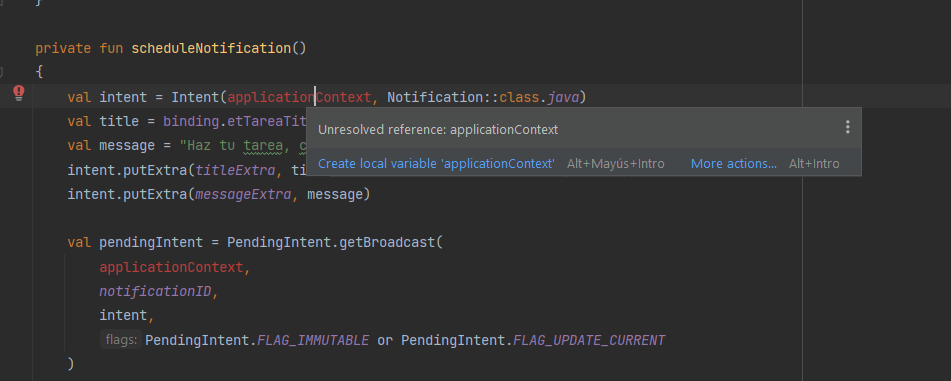 }
private fun scheduleNotification()
{
val intent = Intent(applicationContext, Notification::class.java)
val title = binding.etTareaTit
Unresolved reference: applicationContext
val message = "Haz tu tarea, c
Create local variable 'applicationContext' Alt+Mayús+Intro More actions... Alt+Intro
intent.putExtra(titleExtra, ti
intent.putExtra(messageExtra, message)
val pendingIntent = PendingIntent.getBroadcast(
applicationContext,
notificationID,
intent,
flags: PendingIntent.FLAG_IMMUTABLE or PendingIntent.FLAG_UPDATE_CURRENT
)